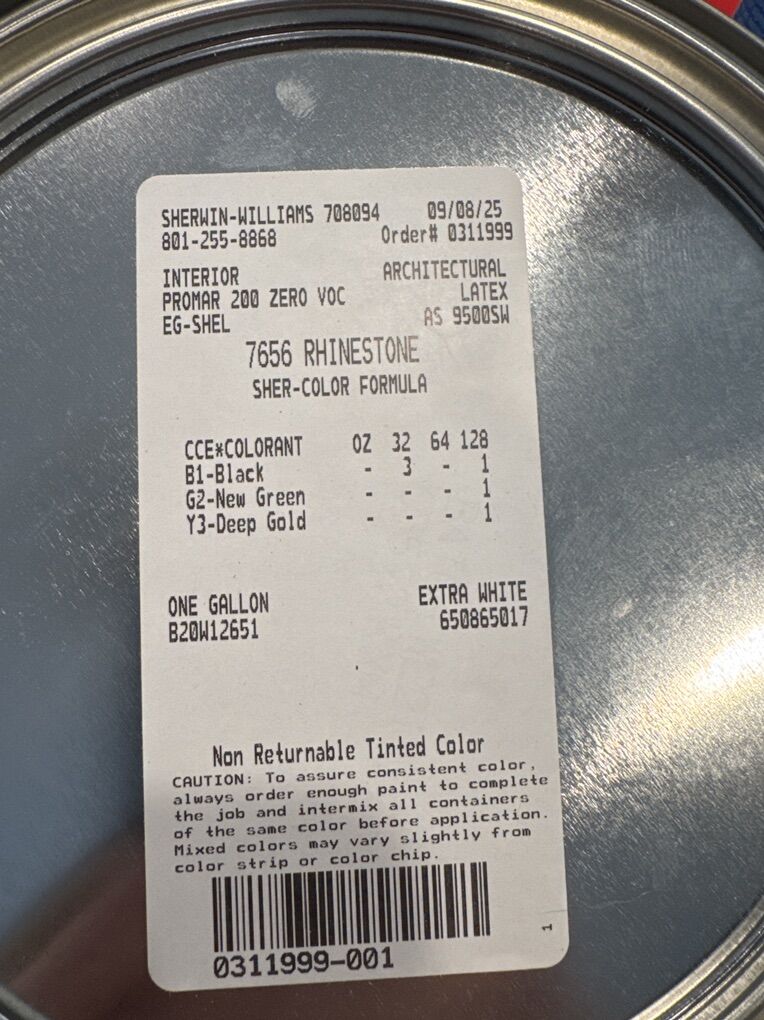 SHERWIN-WILLIAMS 708094 09/08/25
801-255-8868 Order# 0311999
INTERIOR ARCHITECTURAL
PROMAR 200 ZERO VOC LATEX
EG-SHEL AS 9500SW
7656 RHINESTONE
SHER-COLOR FORMULA
CCE*COLORANT OZ 32 64 128
B1-Black - 3 - 1
G2-New Green - - - 1
Y3-Deep Gold - - - 1
ONE GALLON EXTRA WHITE
B20W12651 650865017
Non Returnable Tinted Color
CAUTION: To assure consistent color,
always order enough paint to complete
the job and intermix all containers
of the same color before application.
Mixed colors may vary slightly from
color strip or color chip.
0311999-001
1